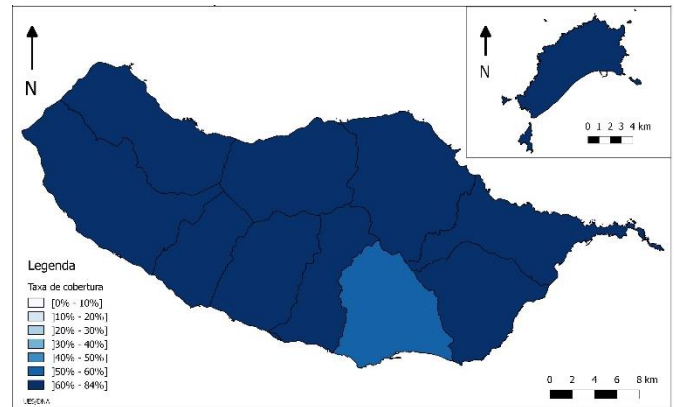 N
N
0 1 2 3 4 km
Legenda
Taxa de cobertura
[0% - 10%]
]10% - 20%]
]20% - 30%]
]30% - 40%]
]40% - 50%]
]50% - 60%]
]60% - 84%]
0 2 4 6 8 km